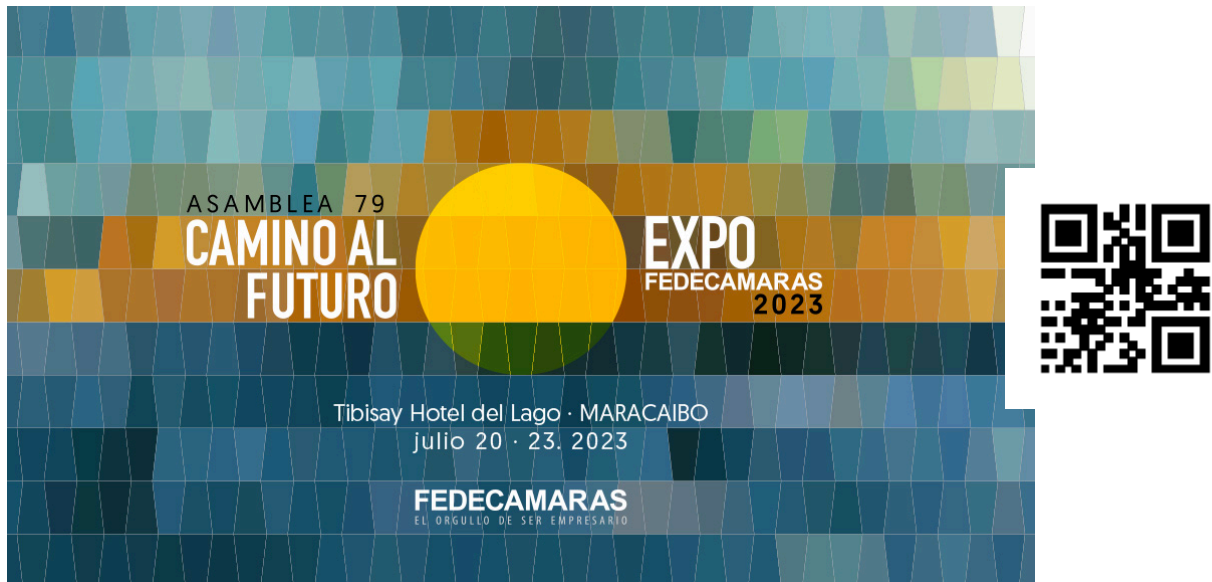 ASAMBLEA 79
CAMINO AL
FUTURO
EXPO
FEDECAMARAS
2023
Tibisay Hotel del Lago · MARACAIBO
julio 20 · 23. 2023
FEDECAMARAS
EL ORGULLO DE SER EMPRESARIO